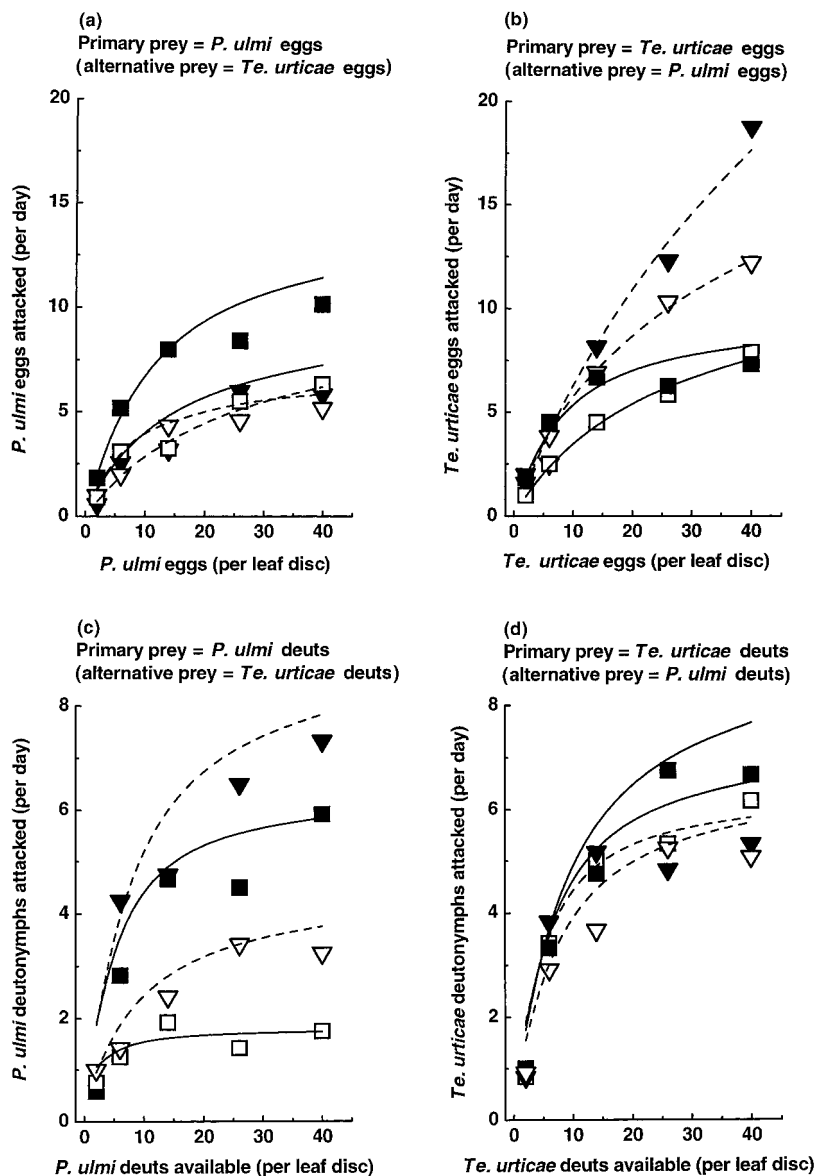 (a)
Primary prey = P. ulmi eggs
(alternative prey = Te. urticae eggs)
20
15
10
5
0
P. ulmi eggs attacked (per day)
0 10 20 30 40
P. ulmi eggs (per leaf disc)
(b)
Primary prey = Te. urticae eggs
(alternative prey = P. ulmi eggs)
20
15
10
5
0
Te. urticae eggs attacked (per day)
0 10 20 30 40
Te. urticae eggs (per leaf disc)
(c)
Primary prey = P. ulmi deuts
(alternative prey = Te. urticae deuts)
8
6
4
2
0
P. ulmi deutonymphs attacked (per day)
0 10 20 30 40
P. ulmi deuts available (per leaf disc)
(d)
Primary prey = Te. urticae deuts
(alternative prey = P. ulmi deuts)
8
6
4
2
0
Te. urticae deutonymphs attacked (per day)
0 10 20 30 40
Te. urticae deuts available (per leaf disc)